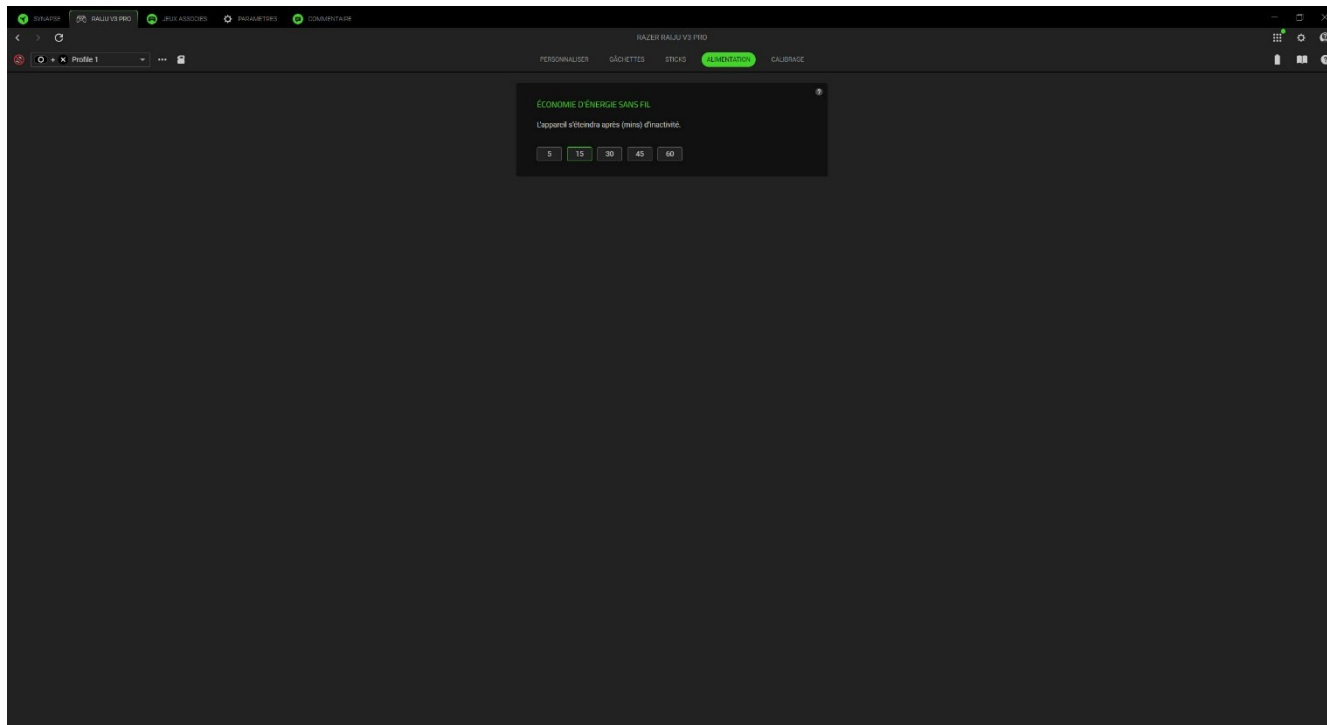 SYNAPSE RAIJU V3 PRO JEUX ASSOCIÉS PARAMÈTRES COMMENTAIRE
RAZER RAIJU V3 PRO
Profile 1 PERSONNALISER GÂCHETTES STICKS ALIMENTATION CALIBRAGE
ÉCONOMIE D'ÉNERGIE SANS FIL
L'appareil s'éteindra après (mins) d'inactivité.
5 15 30 45 60